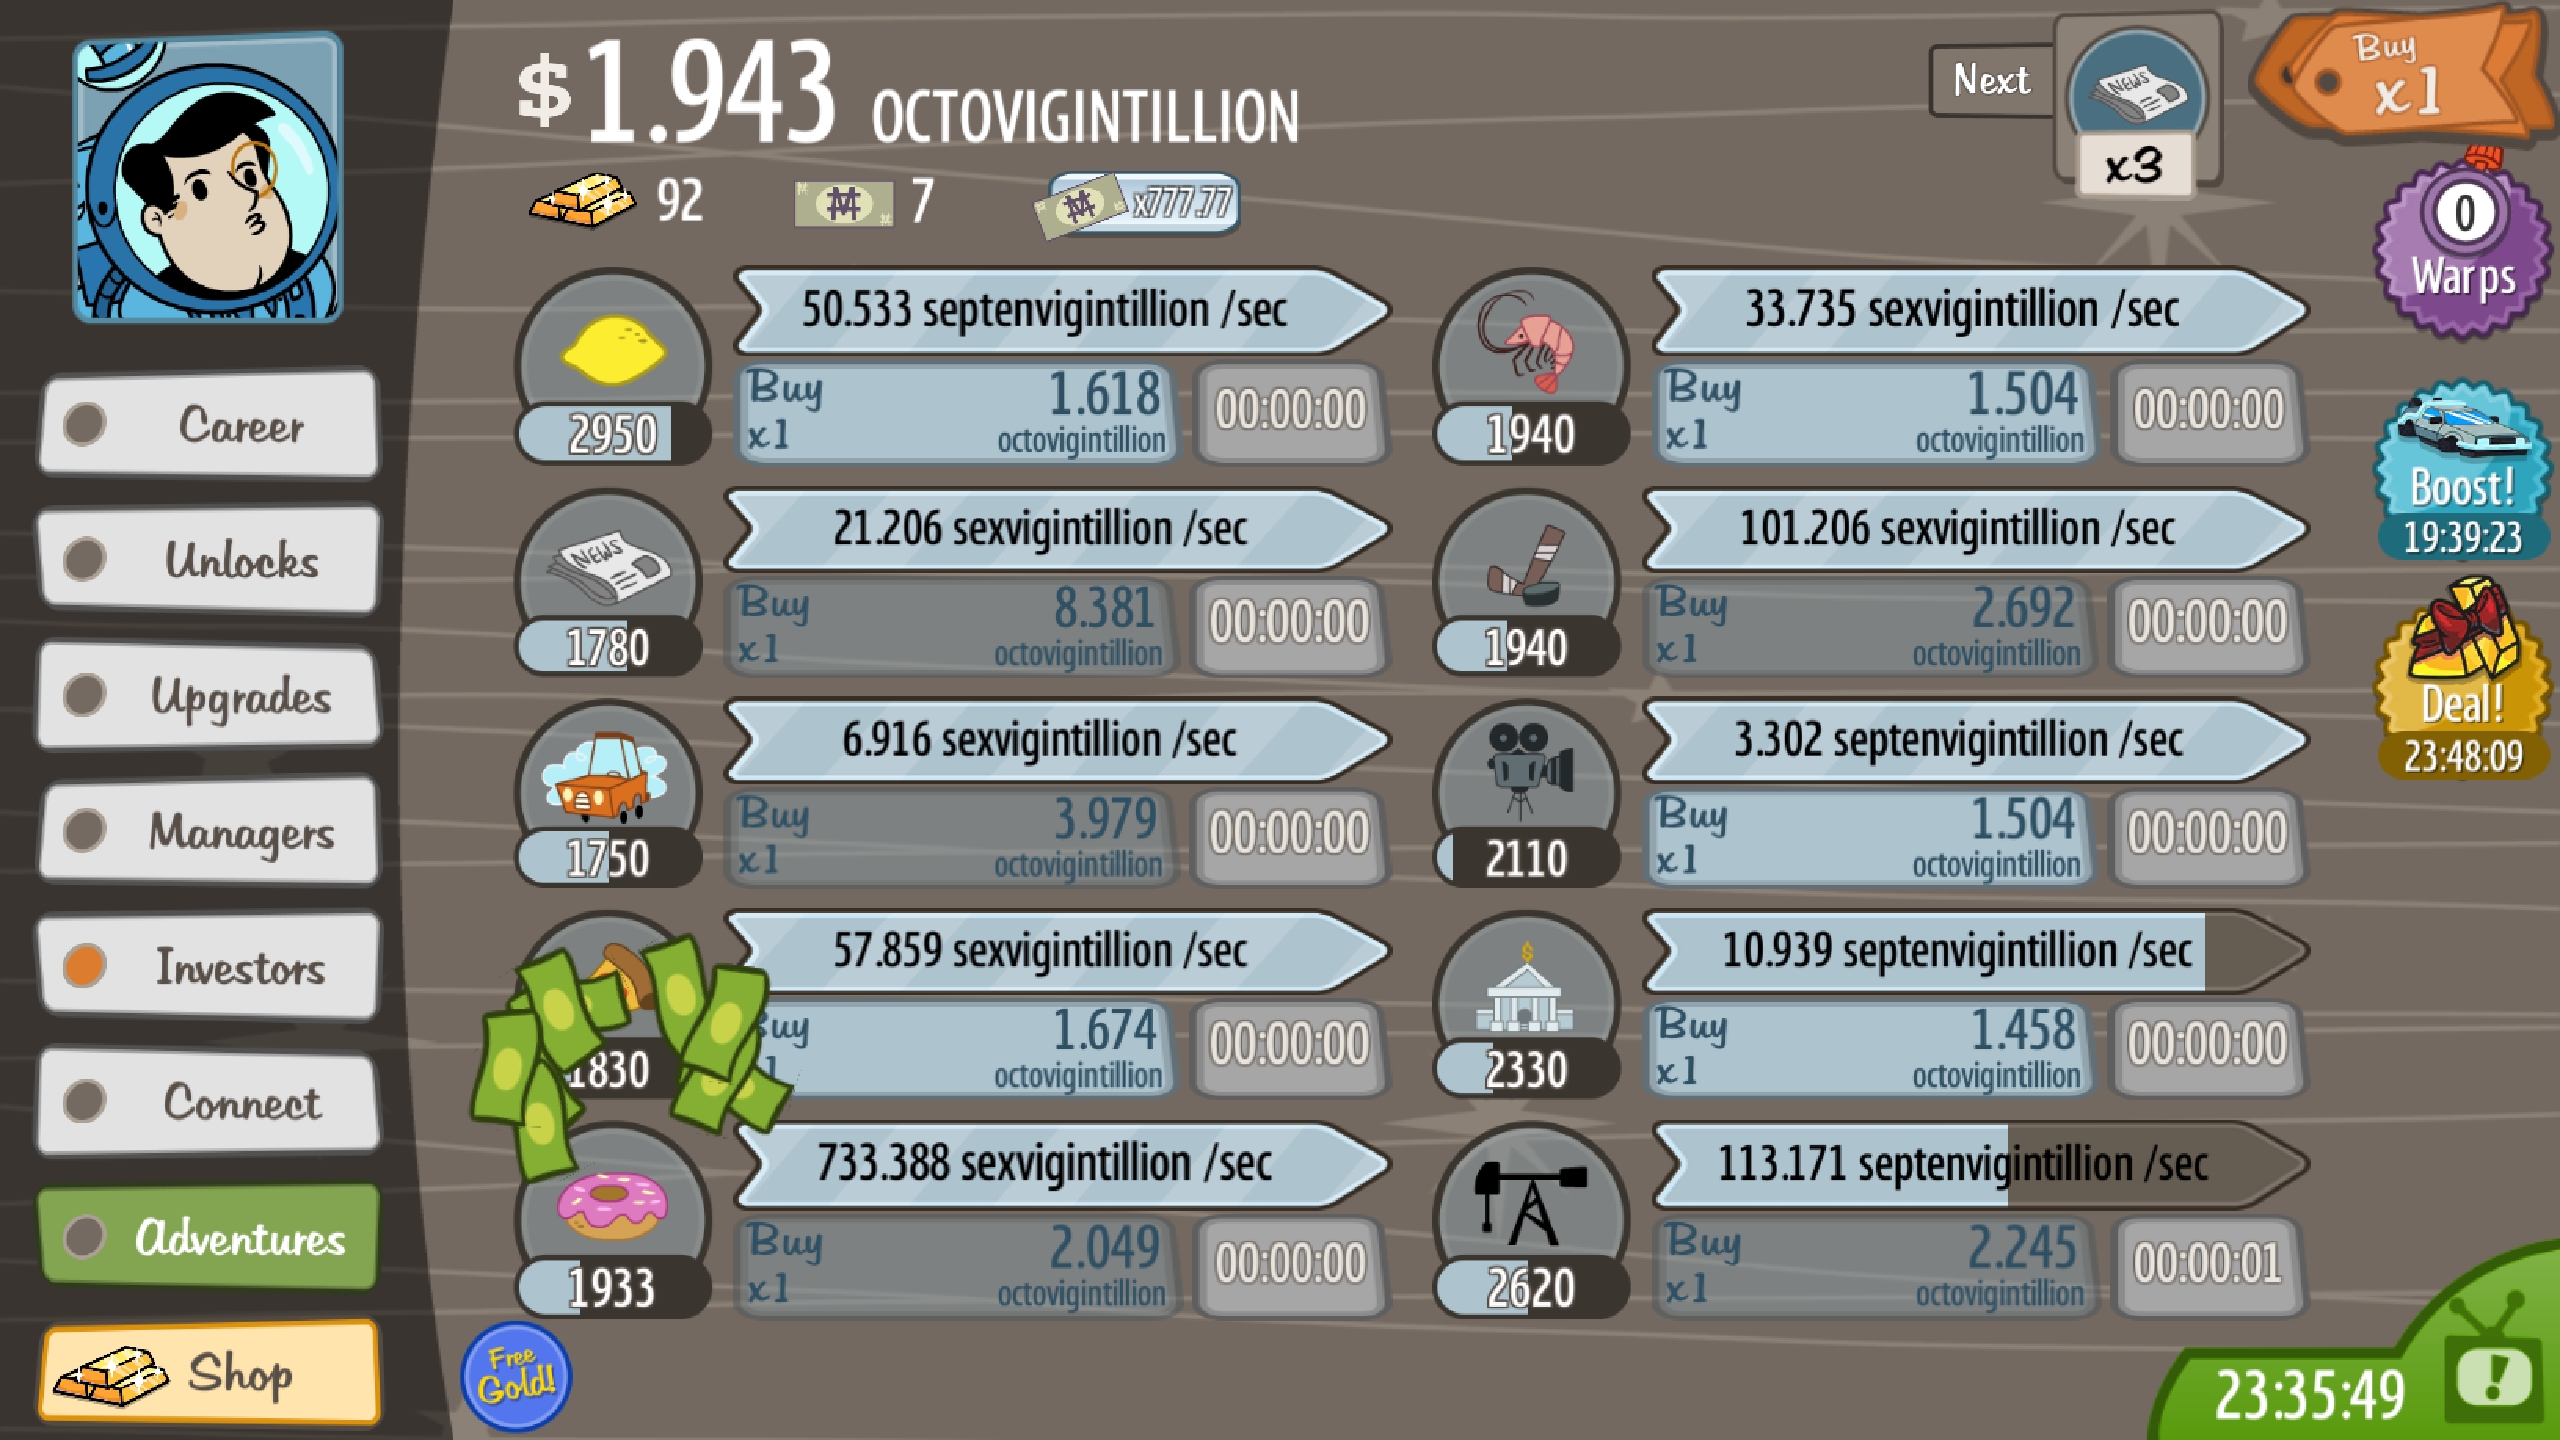 $1.943 OCTOVIGINTILLION
92
7
x777.77
Next
NEWS
x3
Buy
x1
0
Warps
Boost!
19:39:23
Deal!
23:48:09
Career
Unlocks
Upgrades
Managers
Investors
Connect
Adventures
Shop
50.533 septenvigintillion /sec
2950
Buy
x1
1.618
octovigintillion
00:00:00
33.735 sexvigintillion /sec
1940
Buy
x1
1.504
octovigintillion
00:00:00
NEWS
21.206 sexvigintillion /sec
1780
Buy
x1
8.381
octovigintillion
00:00:00
101.206 sexvigintillion /sec
1940
Buy
x1
2.692
octovigintillion
00:00:00
6.916 sexvigintillion /sec
1750
Buy
x1
3.979
octovigintillion
00:00:00
3.302 septenvigintillion /sec
2110
Buy
x1
1.504
octovigintillion
00:00:00
57.859 sexvigintillion /sec
1830
Buy
1
1.674
octovigintillion
00:00:00
10.939 septenvigintillion /sec
$
2330
Buy
x1
1.458
octovigintillion
00:00:00
733.388 sexvigintillion /sec
1933
Buy
x1
2.049
octovigintillion
00:00:00
113.171 septenvigintillion /sec
2620
Buy
x1
2.245
octovigintillion
00:00:01
Free
Gold!
23:35:49
!